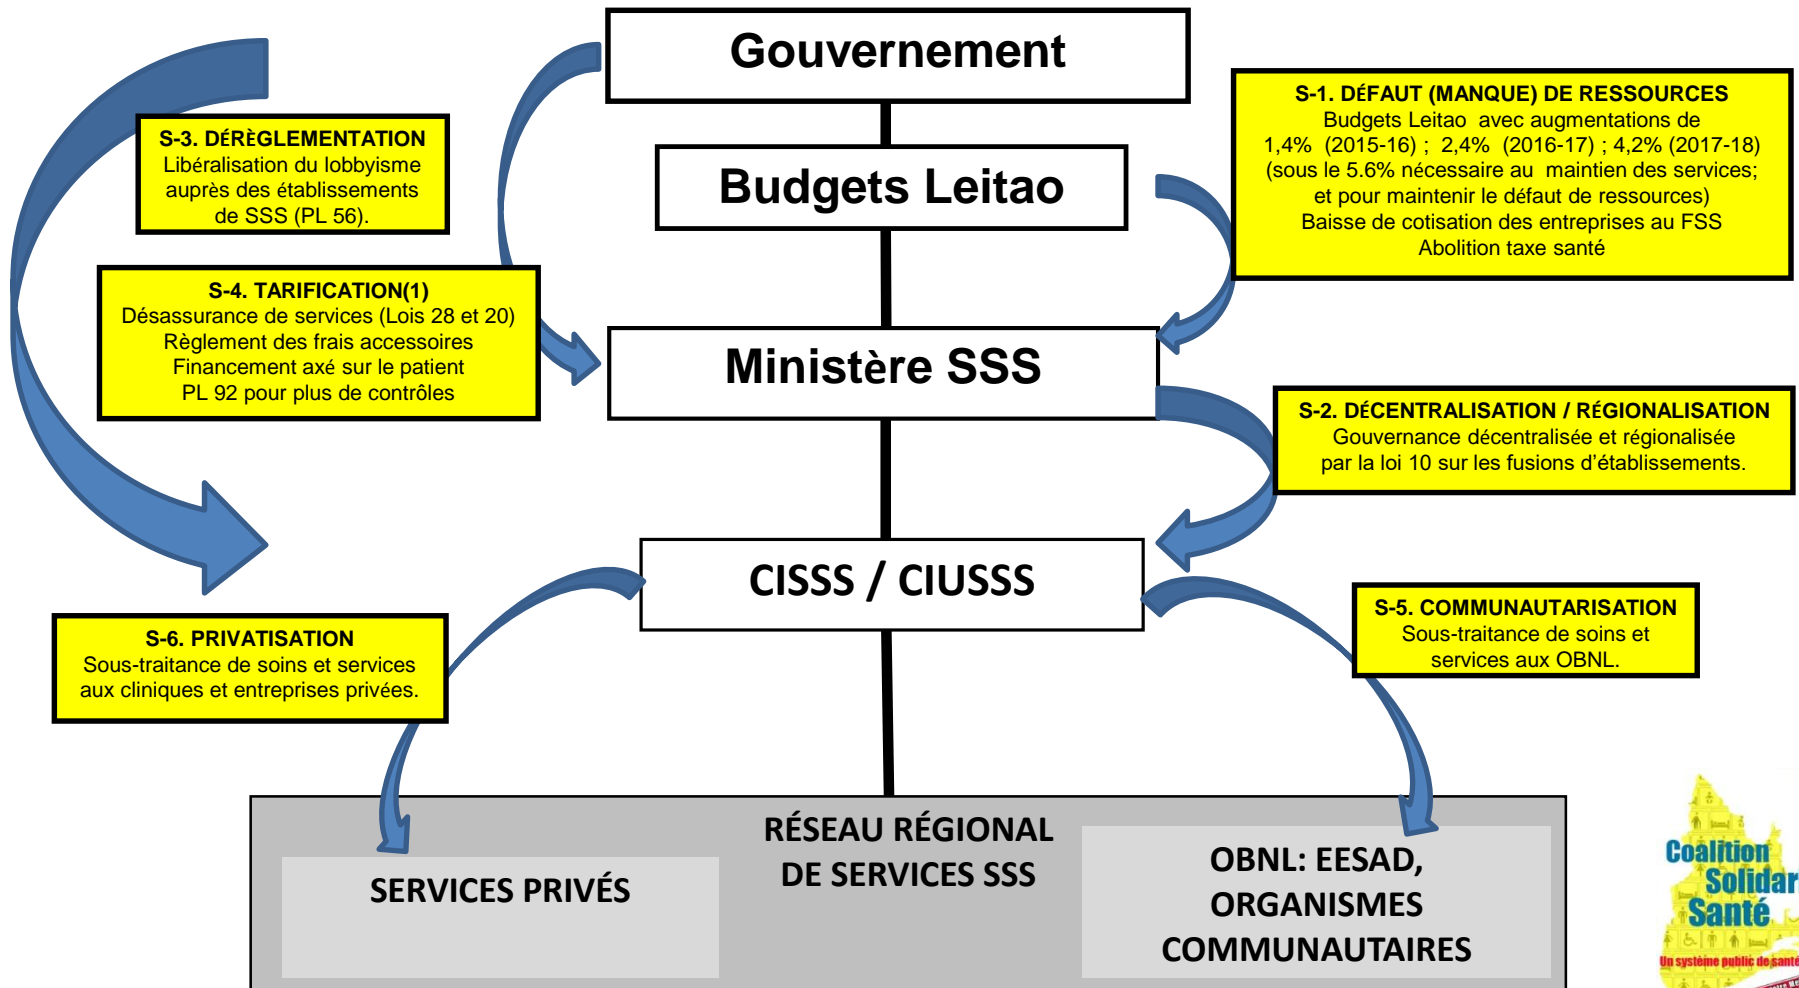 Gouvernement
S-1. DÉFAUT (MANQUE) DE RESSOURCES
Budgets Leitao avec augmentations de
1,4% (2015-16) ; 2,4% (2016-17) ; 4,2% (2017-18)
(sous le 5.6% nécessaire au maintien des services;
et pour maintenir le défaut de ressources)
Baisse de cotisation des entreprises au FSS
Abolition taxe santé
S-3. DÉRÈGLEMENTATION
Libéralisation du lobbyisme
auprès des établissements
de SSS (PL 56).
Budgets Leitao
S-4. TARIFICATION(1)
Désassurance de services (Lois 28 et 20)
Règlement des frais accessoires
Financement axé sur le patient
PL 92 pour plus de contrôles
Ministère SSS
S-2. DÉCENTRALISATION / RÉGIONALISATION
Gouvernance décentralisée et régionalisée
par la loi 10 sur les fusions d’établissements.
CISSS / CIUSSS
S-5. COMMUNAUTARISATION
Sous-traitance de soins et
services aux OBNL.
S-6. PRIVATISATION
Sous-traitance de soins et services
aux cliniques et entreprises privées.
RÉSEAU RÉGIONAL
DE SERVICES SSS
SERVICES PRIVÉS
OBNL: EESAD,
ORGANISMES
COMMUNAUTAIRES
Coalition
Solidar
Santé
Un système public de santé